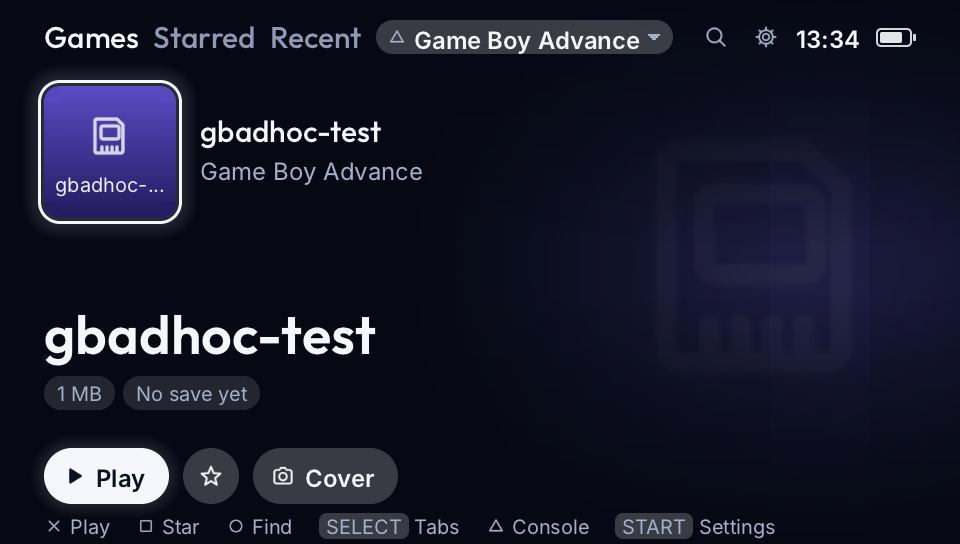 Games Starred Recent △ Game Boy Advance 13:34
gbadhoc-...
gbadhoc-test
Game Boy Advance
gbadhoc-test
1 MB No save yet
Play Cover
Play Star Find SELECT Tabs Console START Settings